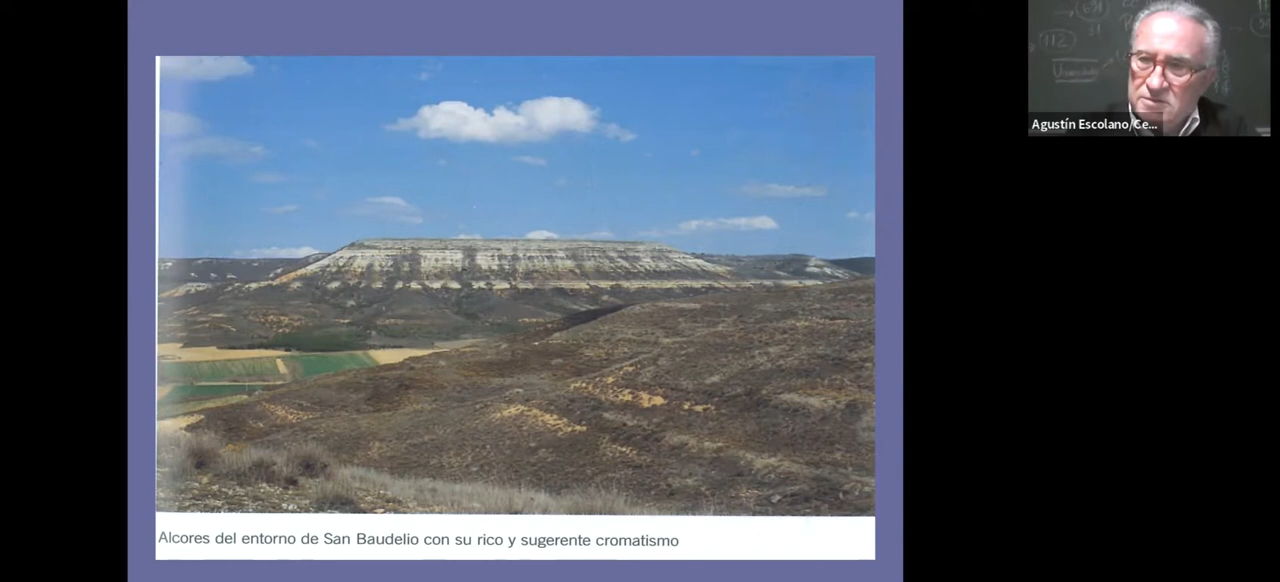 Alcores del entorno de San Baudelio con su rico y sugerente cromatismo
Agustín Escolano/Ce...